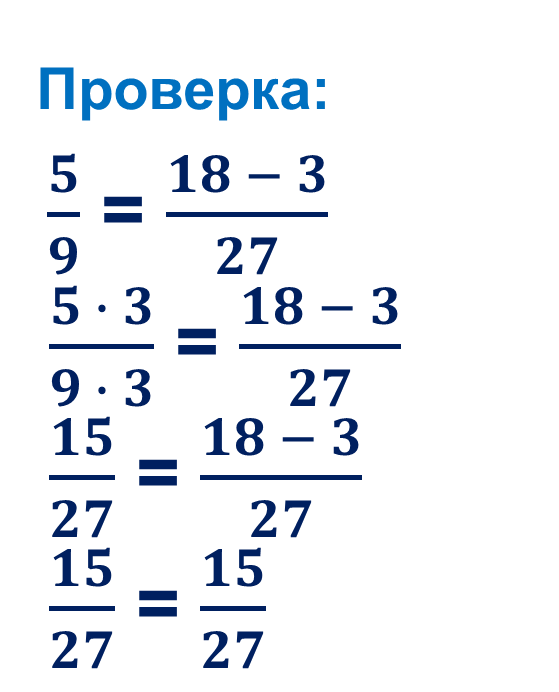 Проверка:
5/9 = (18 − 3)/27
(5 · 3)/(9 · 3) = (18 − 3)/27
15/27 = (18 − 3)/27
15/27 = 15/27